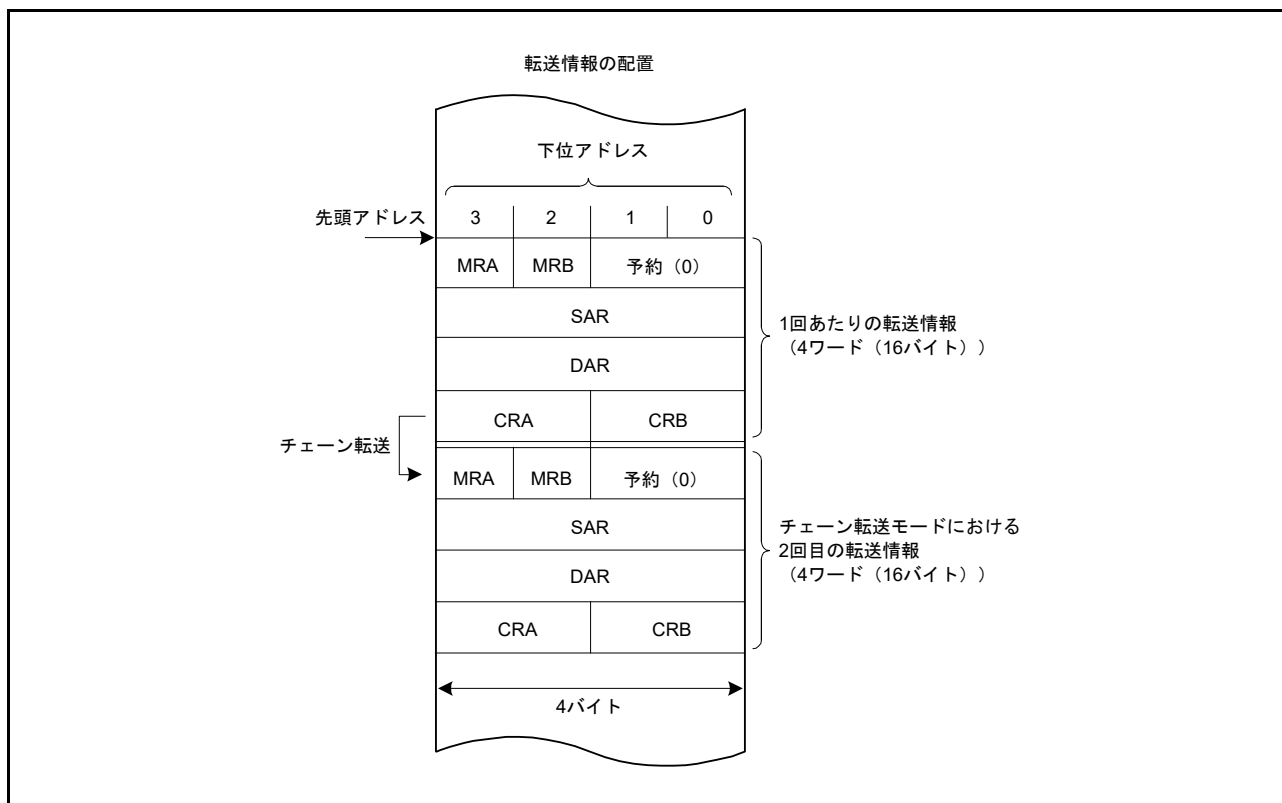 転送情報の配置
下位アドレス
先頭アドレス 3 2 1 0
MRA MRB 予約（0）
SAR
DAR
CRA CRB
1回あたりの転送情報
（4ワード（16バイト））
チェーン転送
MRA MRB 予約（0）
SAR
DAR
CRA CRB
チェーン転送モードにおける
2回目の転送情報
（4ワード（16バイト））
4バイト